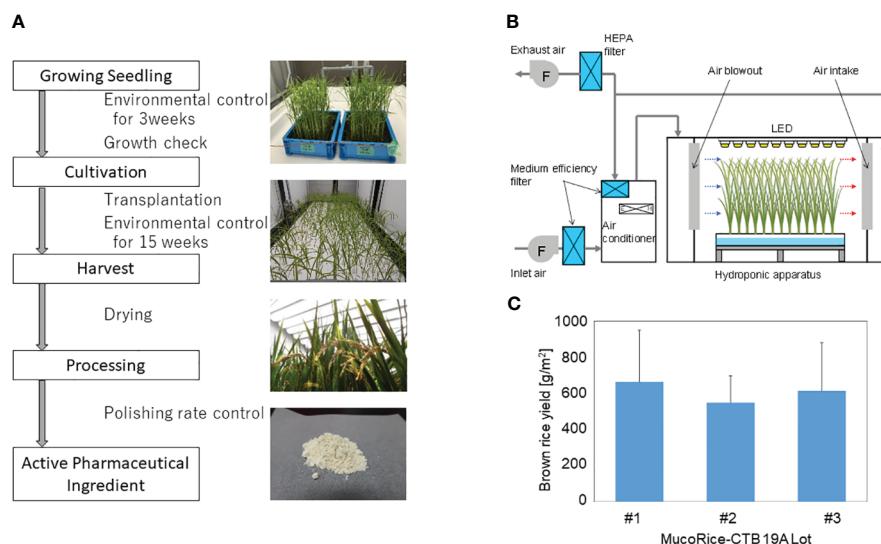 A
Growing Seedling
Environmental control
for 3weeks
Growth check
Cultivation
Transplantation
Environmental control
for 15 weeks
Harvest
Drying
Processing
Polishing rate control
Active Pharmaceutical
Ingredient
B
HEPA
filter
Exhaust air
F
Air blowout
Air intake
LED
Medium efficiency
filter
Air
conditioner
F
Inlet air
Hydroponic apparatus
C
Brown rice yield [g/m²]
1000
800
600
400
200
0
#1
#2
#3
MucoRice-CTB 19A Lot